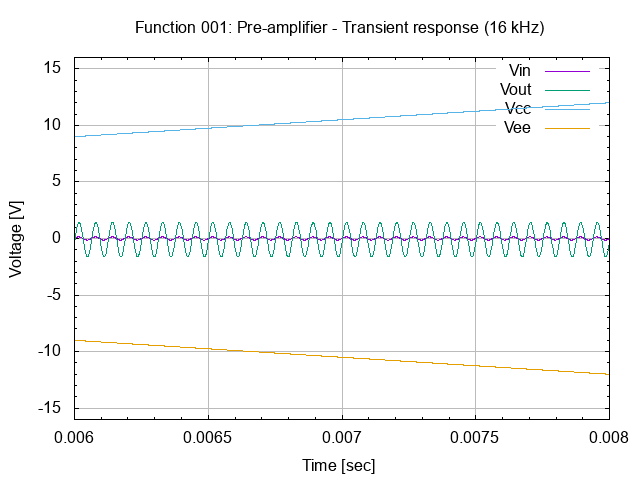 Function 001: Pre-amplifier - Transient response (16 kHz)
15
10
5
0
-5
-10
-15
Voltage [V]
Vin
Vout
Vcc
Vee
0.006 0.0065 0.007 0.0075 0.008
Time [sec]